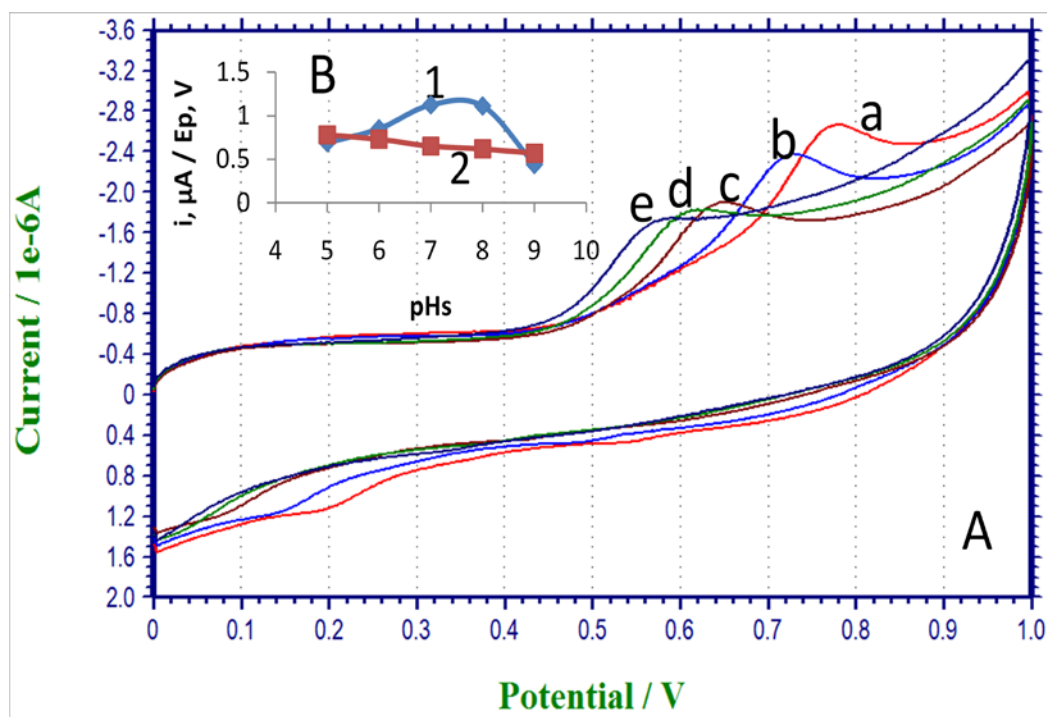 -3.6
-3.2
-2.8
-2.4
-2.0
-1.6
-1.2
-0.8
-0.4
0
0.4
0.8
1.2
1.6
2.0
Current / 1e-6A
0 0.1 0.2 0.3 0.4 0.5 0.6 0.7 0.8 0.9 1.0
Potential / V
A
a
b
c
d
e
B
i, µA / Ep, V
1.5
1
0.5
0
4 5 6 7 8 9 10
1
2
pHs